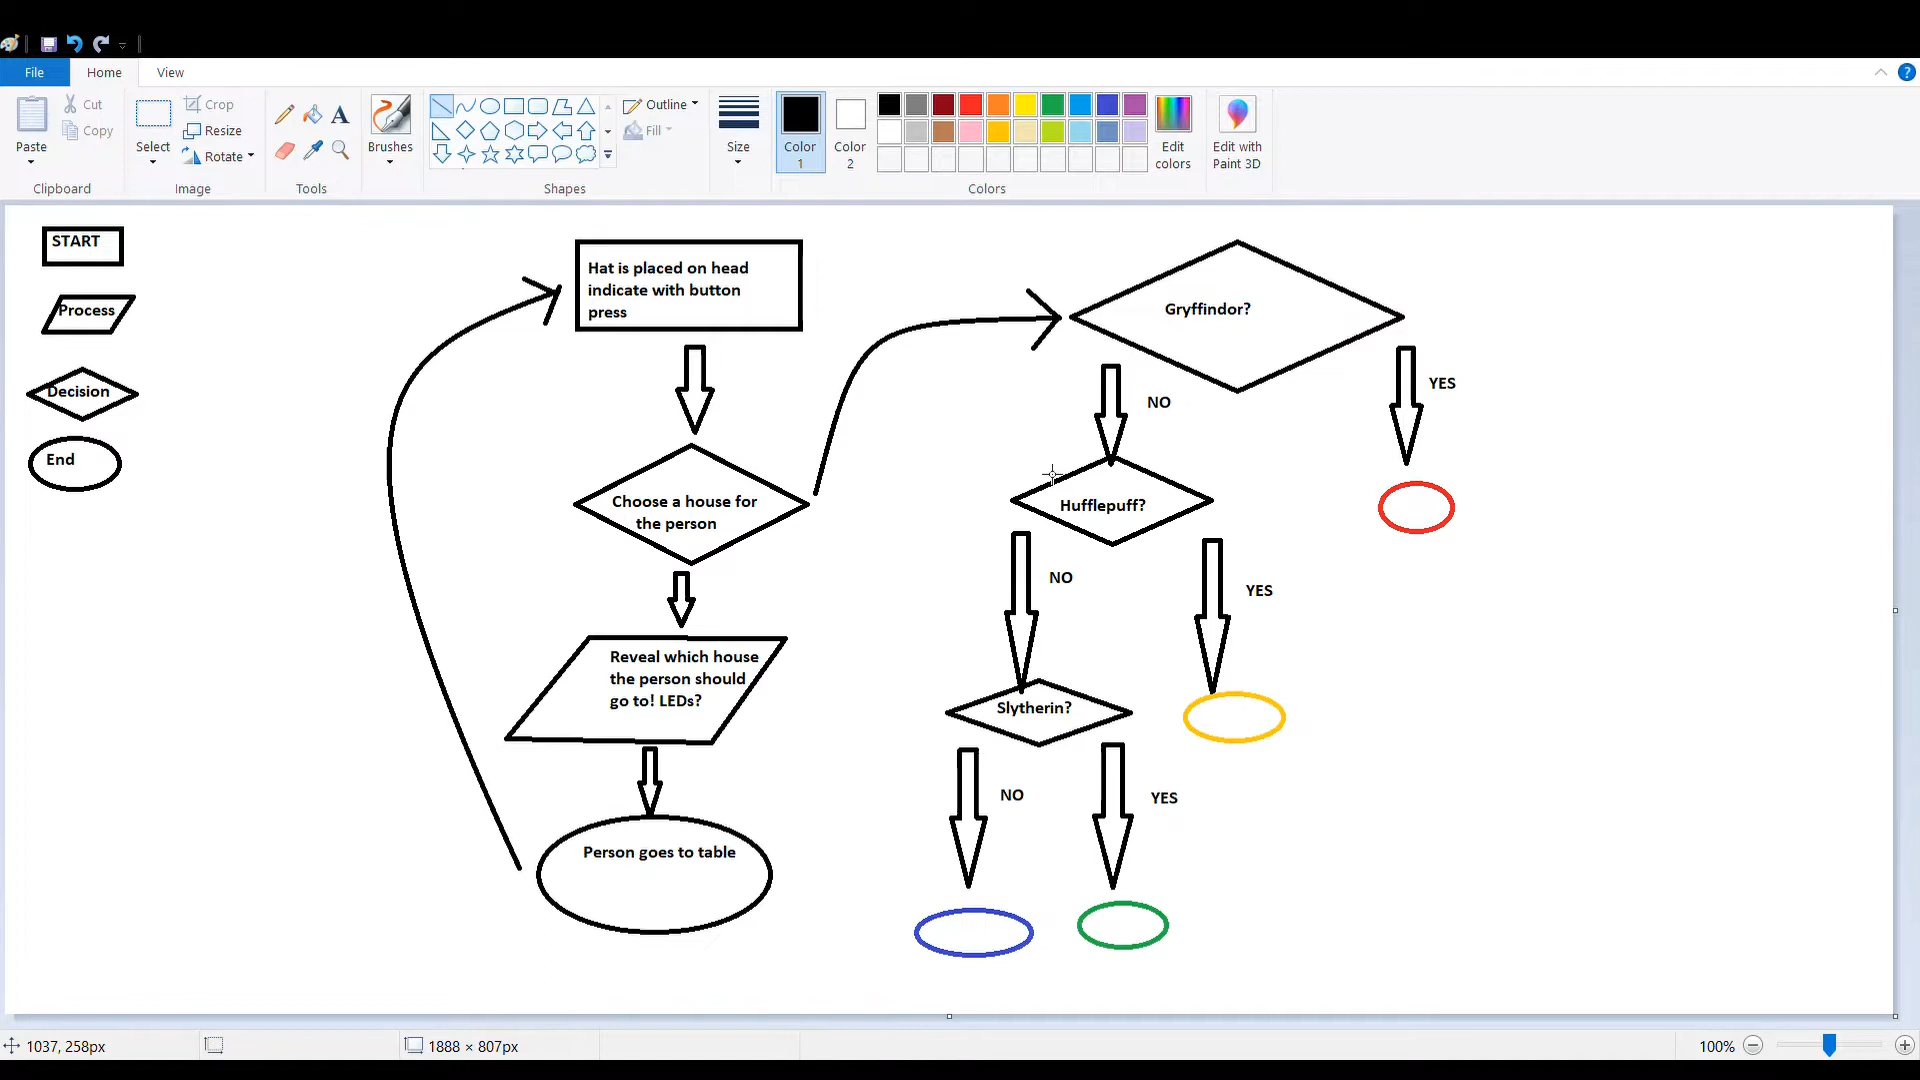 File
Home
View
Paste
Cut
Copy
Clipboard
Select
Crop
Resize
Rotate
Image
A
Tools
Brushes
Outline
Fill
Shapes
Size
Color
1
Color
2
Edit
colors
Colors
Edit with
Paint 3D
?
START
Process
Decision
End
Hat is placed on head
indicate with button
press
Choose a house for
the person
Reveal which house
the person should
go to! LEDs?
Person goes to table
Gryffindor?
NO
YES
Hufflepuff?
NO
YES
Slytherin?
NO
YES
1037, 258px
1888 × 807px
100%